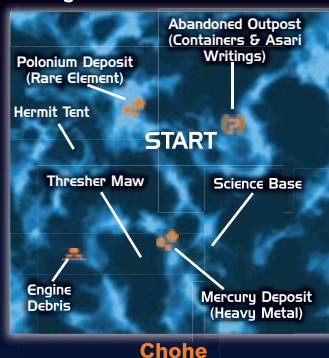 Abandoned Outpost
(Containers & Asari
Writings)
Polonium Deposit
(Rare Element)
Hermit Tent
START
Thresher Maw
Science Base
Engine
Debris
Mercury Deposit
(Heavy Metal)
Chohe